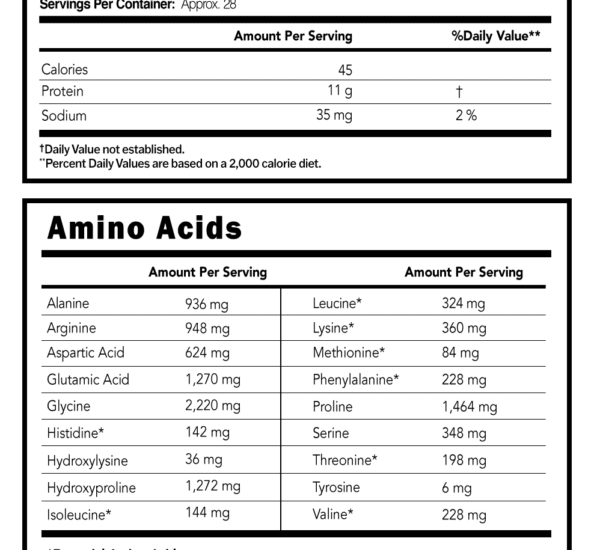 Servings Per Container: Approx. 28
Amount Per Serving %Daily Value**
Calories 45
Protein 11 g †
Sodium 35 mg 2 %
†Daily Value not established.
**Percent Daily Values are based on a 2,000 calorie diet.
Amino Acids
Amount Per Serving Amount Per Serving
Alanine 936 mg Leucine* 324 mg
Arginine 948 mg Lysine* 360 mg
Aspartic Acid 624 mg Methionine* 84 mg
Glutamic Acid 1,270 mg Phenylalanine* 228 mg
Glycine 2,220 mg Proline 1,464 mg
Histidine* 142 mg Serine 348 mg
Hydroxylysine 36 mg Threonine* 198 mg
Hydroxyproline 1,272 mg Tyrosine 6 mg
Isoleucine* 144 mg Valine* 228 mg